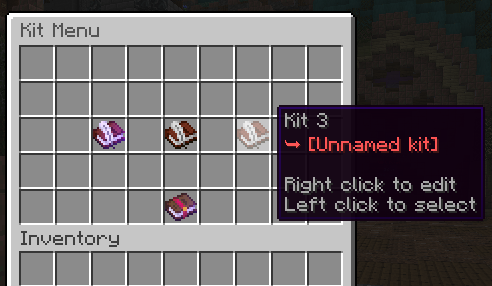 Kit Menu
Kit 3
↪ [Unnamed kit]
Right click to edit
Left click to select
Inventory